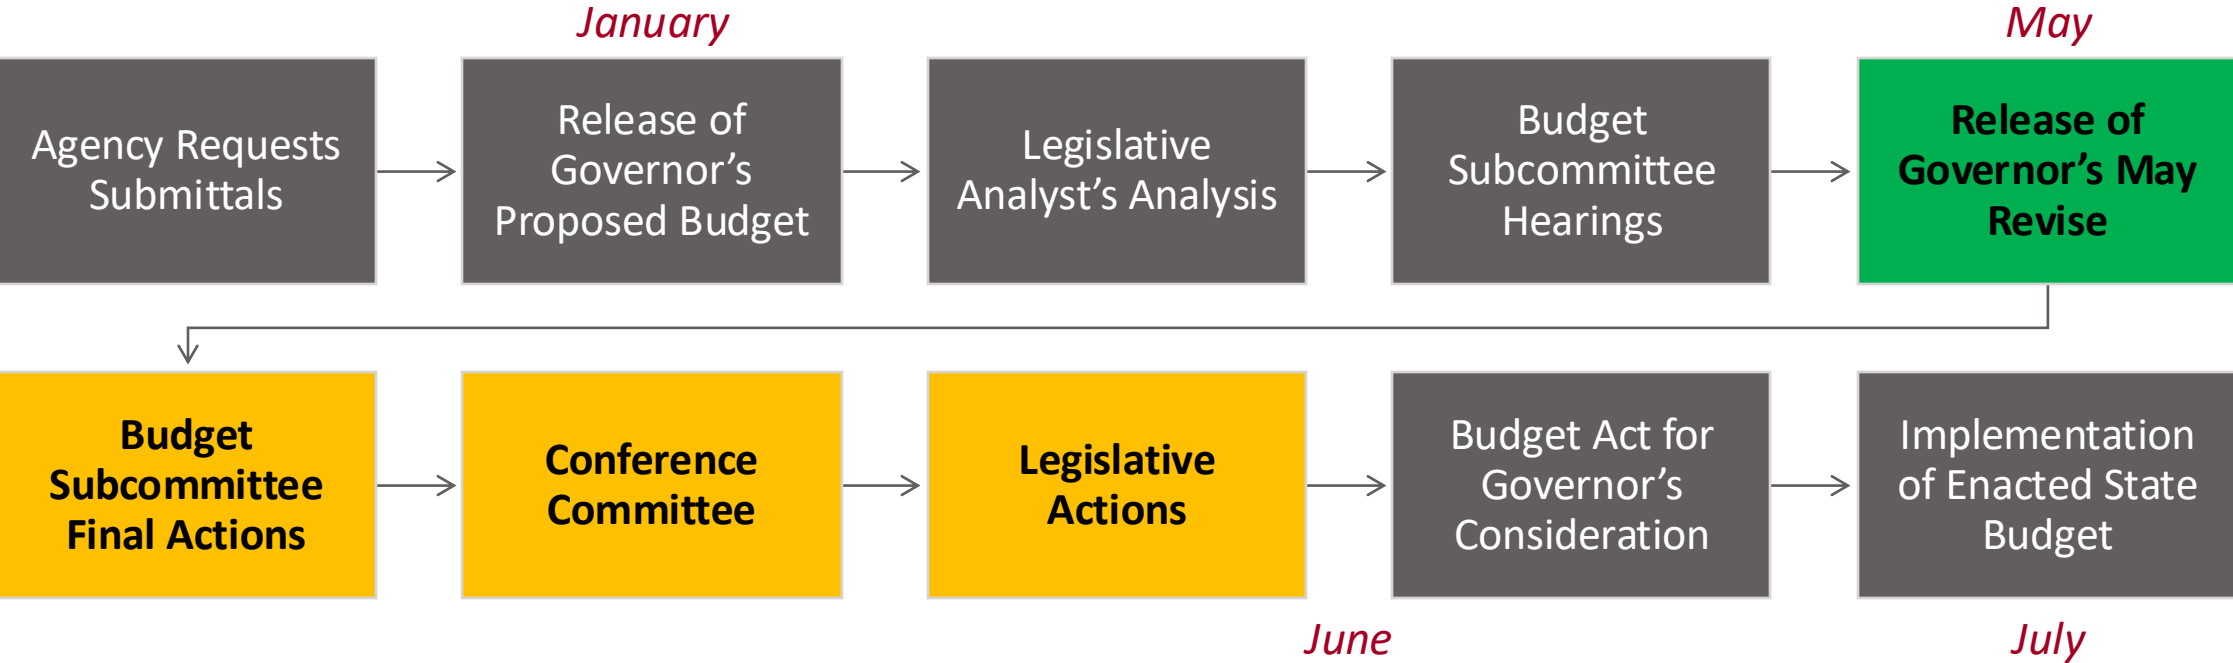 January
May
Agency Requests
Submittals
Release of
Governor’s
Proposed Budget
Legislative
Analyst’s Analysis
Budget
Subcommittee
Hearings
Release of
Governor’s May
Revise
Budget
Subcommittee
Final Actions
Conference
Committee
Legislative
Actions
Budget Act for
Governor’s
Consideration
Implementation
of Enacted State
Budget
June
July